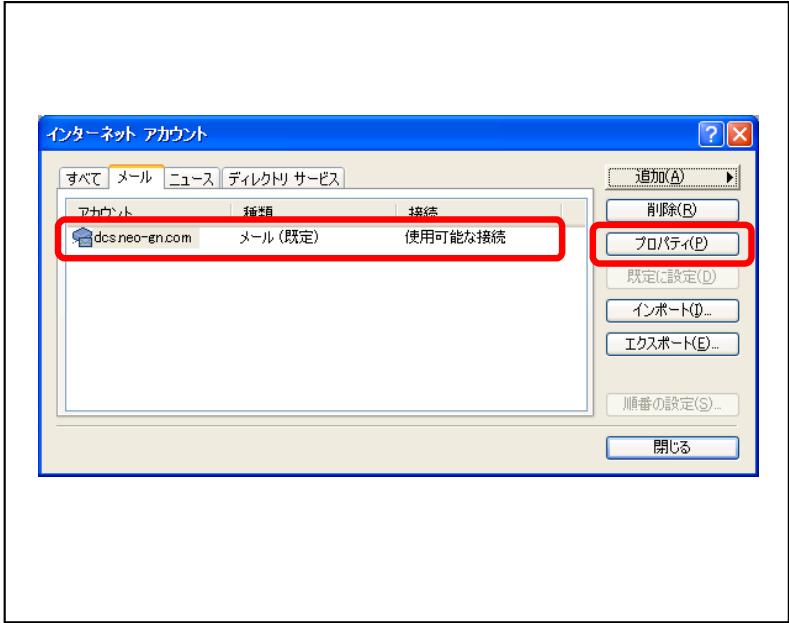 インターネット アカウント
すべて メール ニュース ディレクトリ サービス
追加(A)
アカウント 種類 接続
削除(R)
dcs.neo-gn.com メール (既定) 使用可能な接続
プロパティ(P)
既定に設定(D)
インポート(I)...
エクスポート(E)...
順番の設定(S)...
閉じる